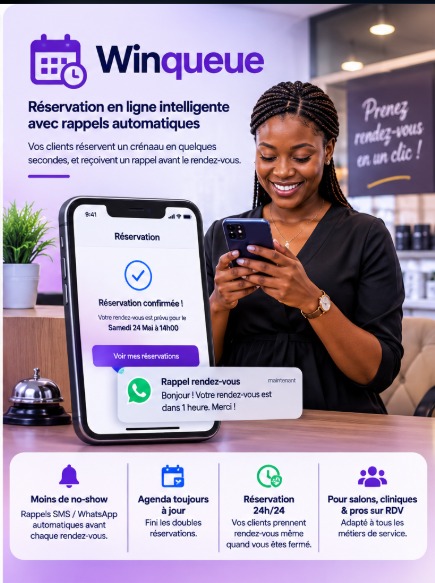 Winqueue
Réservation en ligne intelligente
avec rappels automatiques
Vos clients réservent un crénaau en quelques
secondes, et reçoivent un rappel avant le rendez-vous.
Prenez
rendez-vous
en un clic !
9:41
Réservation
Réservation confirmée !
Votre rendez-vous est prévu pour le
Samedi 24 Mai à 14h00
Voir mes réservations
Rappel rendez-vous
maintenant
Bonjour ! Votre rendez-vous est
dans 1 heure. Merci !
Moins de no-show
Rappels SMS / WhatsApp
automatiques avant
chaque rendez-vous.
Agenda toujours
à jour
Fini les doubles
réservations.
Réservation
24h/24
Vos clients prennent
rendez-vous même
quand vous êtes fermé.
Pour salons, cliniques
& pros sur RDV
Adapté à tous les
métiers de service.